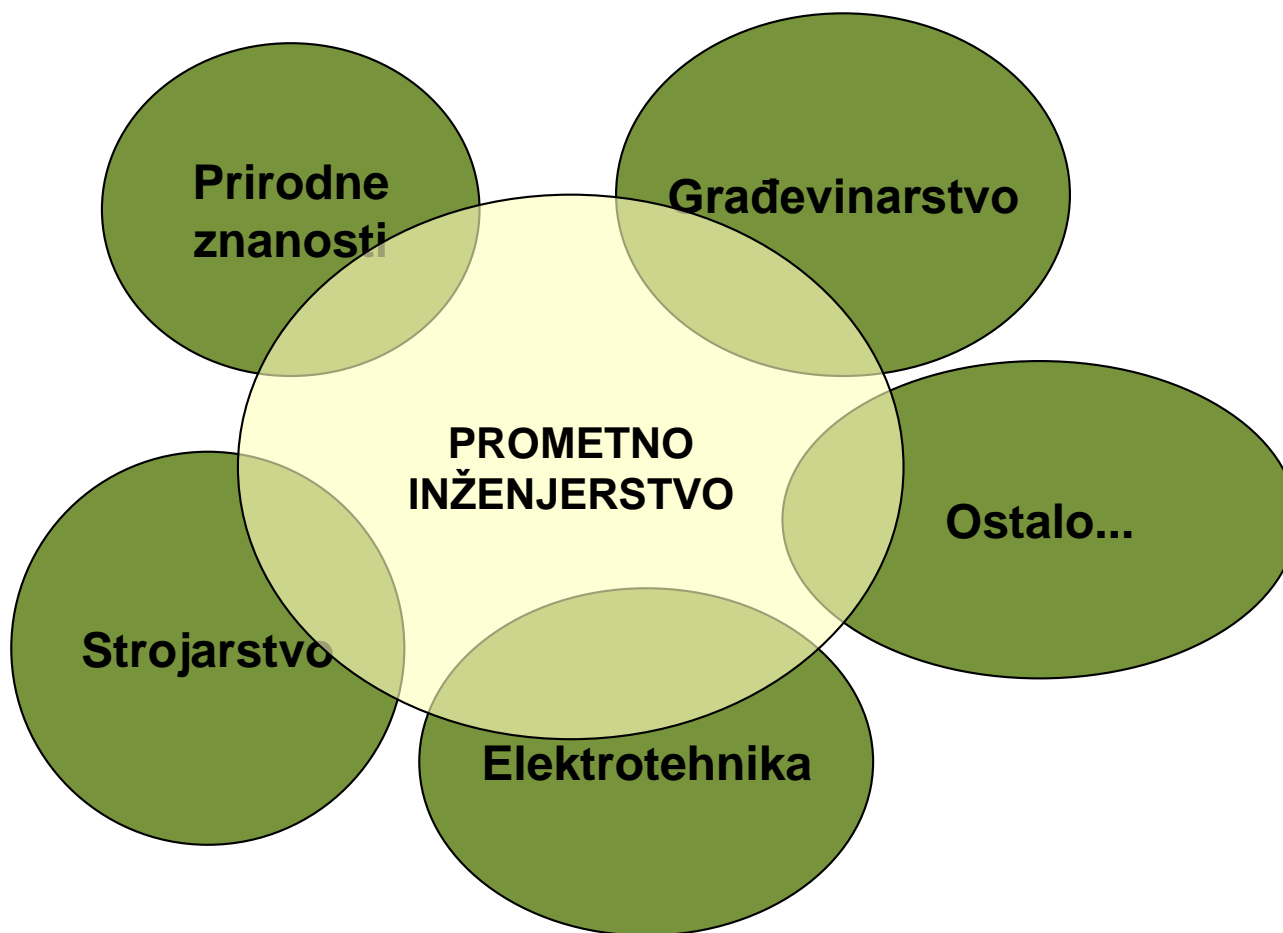 Prirodne
znanosti
Građevinarstvo
PROMETNO
INŽENJERSTVO
Ostalo...
Strojarstvo
Elektrotehnika